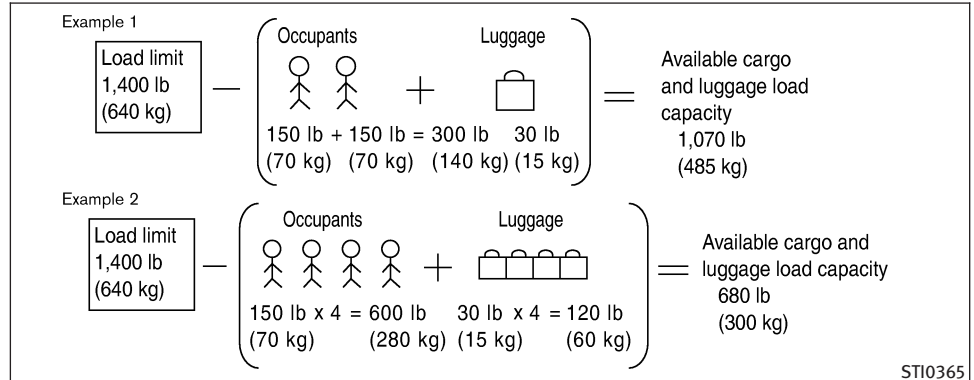 Example 1
Load limit
1,400 lb
(640 kg)
—
Occupants
+
Luggage
150 lb + 150 lb = 300 lb 30 lb
(70 kg) (70 kg) (140 kg) (15 kg)
=
Available cargo
and luggage load
capacity
1,070 lb
(485 kg)
Example 2
Load limit
1,400 lb
(640 kg)
—
Occupants
+
Luggage
150 lb x 4 = 600 lb 30 lb x 4 = 120 lb
(70 kg) (280 kg) (15 kg) (60 kg)
=
Available cargo and
luggage load capacity
680 lb
(300 kg)
STI0365